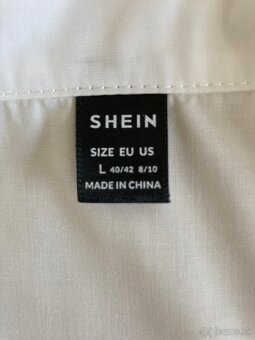 SHEIN
SIZE EU US
L 40/42 8/10
MADE IN CHINA